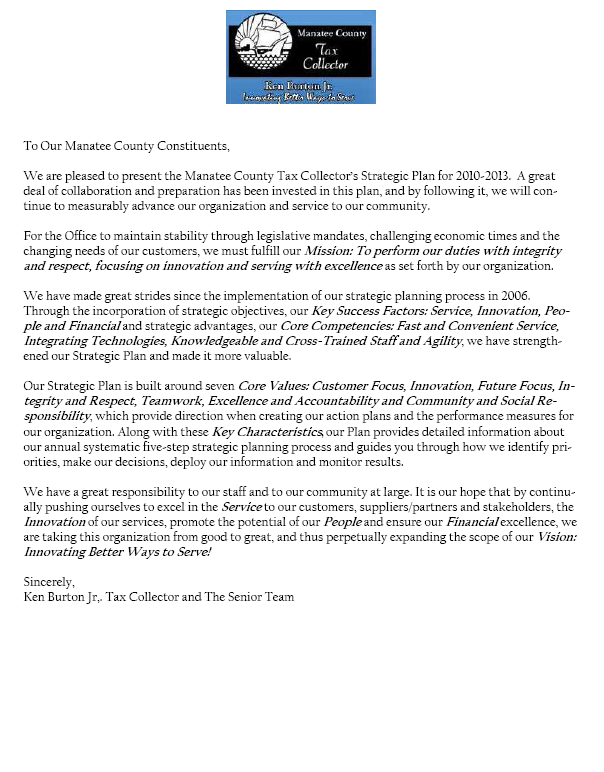 Manatee County
Tax
Collector
Ken Burton Jr.
Innovating Better Ways to Serve
To Our Manatee County Constituents,
We are pleased to present the Manatee County Tax Collector's Strategic Plan for 2010-2013.  A great
deal of collaboration and preparation has been invested in this plan, and by following it, we will con-
tinue to measurably advance our organization and service to our community.
For the Office to maintain stability through legislative mandates, challenging economic times and the
changing needs of our customers, we must fulfill our Mission: To perform our duties with integrity
and respect, focusing on innovation and serving with excellence as set forth by our organization.
We have made great strides since the implementation of our strategic planning process in 2006.
Through the incorporation of strategic objectives, our Key Success Factors: Service, Innovation, Peo-
ple and Financial and strategic advantages, our Core Competencies: Fast and Convenient Service,
Integrating Technologies, Knowledgeable and Cross-Trained Staff and Agility, we have strength-
ened our Strategic Plan and made it more valuable.
Our Strategic Plan is built around seven Core Values: Customer Focus, Innovation, Future Focus, In-
tegrity and Respect, Teamwork, Excellence and Accountability and Community and Social Re-
sponsibility, which provide direction when creating our action plans and the performance measures for
our organization. Along with these Key Characteristics, our Plan provides detailed information about
our annual systematic five-step strategic planning process and guides you through how we identify pri-
orities, make our decisions, deploy our information and monitor results.
We have a great responsibility to our staff and to our community at large. It is our hope that by continu-
ally pushing ourselves to excel in the Service to our customers, suppliers/partners and stakeholders, the
Innovation of our services, promote the potential of our People and ensure our Financial excellence, we
are taking this organization from good to great, and thus perpetually expanding the scope of our Vision:
Innovating Better Ways to Serve!
Sincerely,
Ken Burton Jr,. Tax Collector and The Senior Team